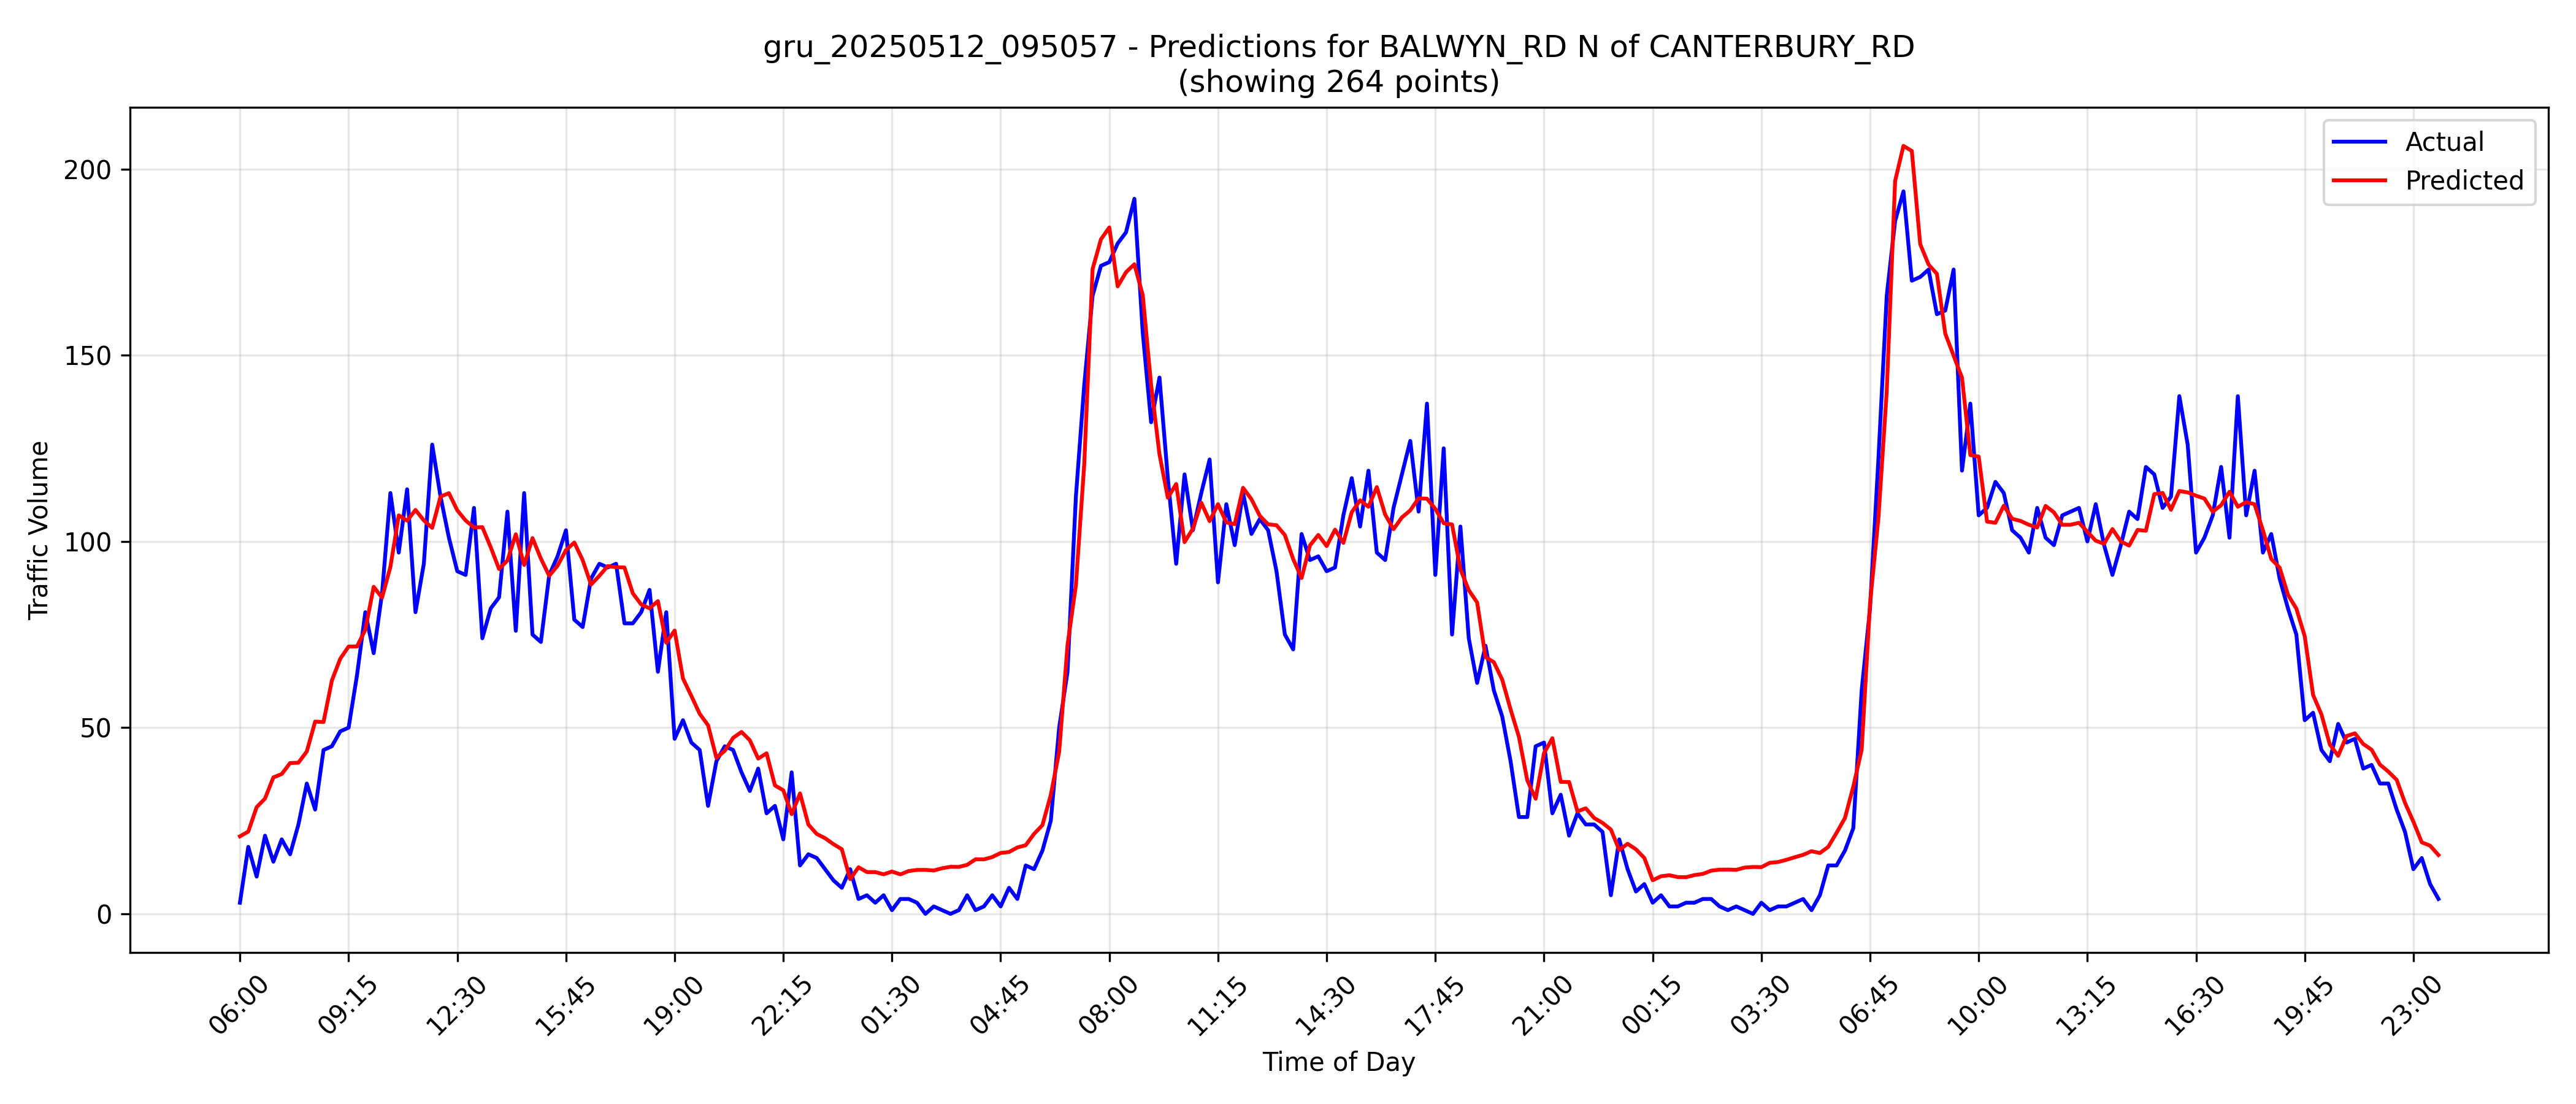 gru_20250512_095057 - Predictions for BALWYN_RD N of CANTERBURY_RD
(showing 264 points)
Actual
Predicted
Traffic Volume
200
150
100
50
0
06:00 09:15 12:30 15:45 19:00 22:15 01:30 04:45 08:00 11:15 14:30 17:45 21:00 00:15 03:30 06:45 10:00 13:15 16:30 19:45 23:00
Time of Day